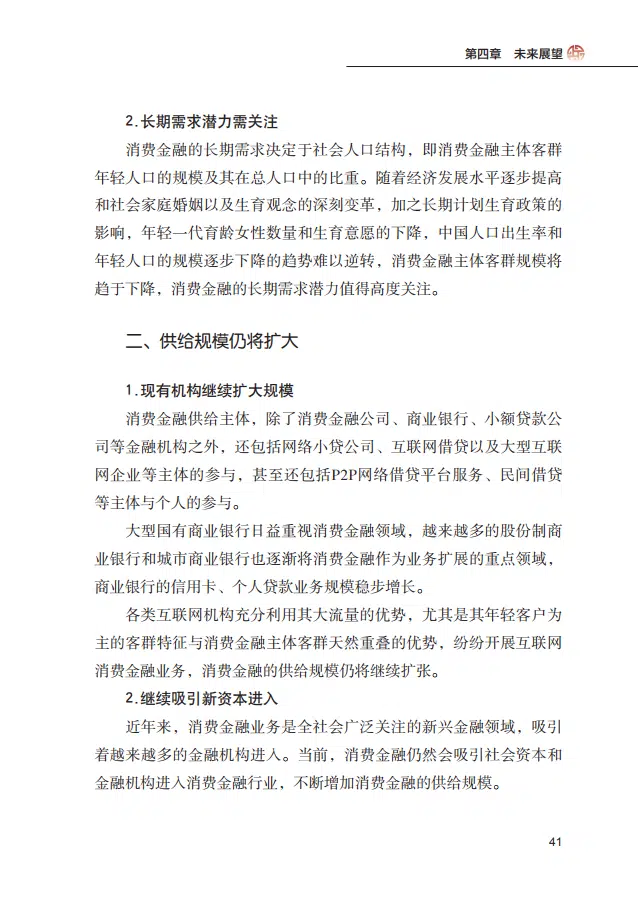 第四章 未来展望
2.长期需求潜力需关注
消费金融的长期需求决定于社会人口结构，即消费金融主体客群
年轻人口的规模及其在总人口中的比重。随着经济发展水平逐步提高
和社会家庭婚姻以及生育观念的深刻变革，加之长期计划生育政策的
影响，年轻一代育龄女性数量和生育意愿的下降，中国人口出生率和
年轻人口的规模逐步下降的趋势难以逆转，消费金融主体客群规模将
趋于下降，消费金融的长期需求潜力值得高度关注。
二、供给规模仍将扩大
1.现有机构继续扩大规模
消费金融供给主体，除了消费金融公司、商业银行、小额贷款公
司等金融机构之外，还包括网络小贷公司、互联网借贷以及大型互联
网企业等主体的参与，甚至还包括P2P网络借贷平台服务、民间借贷
等主体与个人的参与。
大型国有商业银行日益重视消费金融领域，越来越多的股份制商
业银行和城市商业银行也逐渐将消费金融作为业务扩展的重点领域，
商业银行的信用卡、个人贷款业务规模稳步增长。
各类互联网机构充分利用其大流量的优势，尤其是其年轻客户为
主的客群特征与消费金融主体客群天然重叠的优势，纷纷开展互联网
消费金融业务，消费金融的供给规模仍将继续扩张。
2.继续吸引新资本进入
近年来，消费金融业务是全社会广泛关注的新兴金融领域，吸引
着越来越多的金融机构进入。当前，消费金融仍然会吸引社会资本和
金融机构进入消费金融行业，不断增加消费金融的供给规模。
41